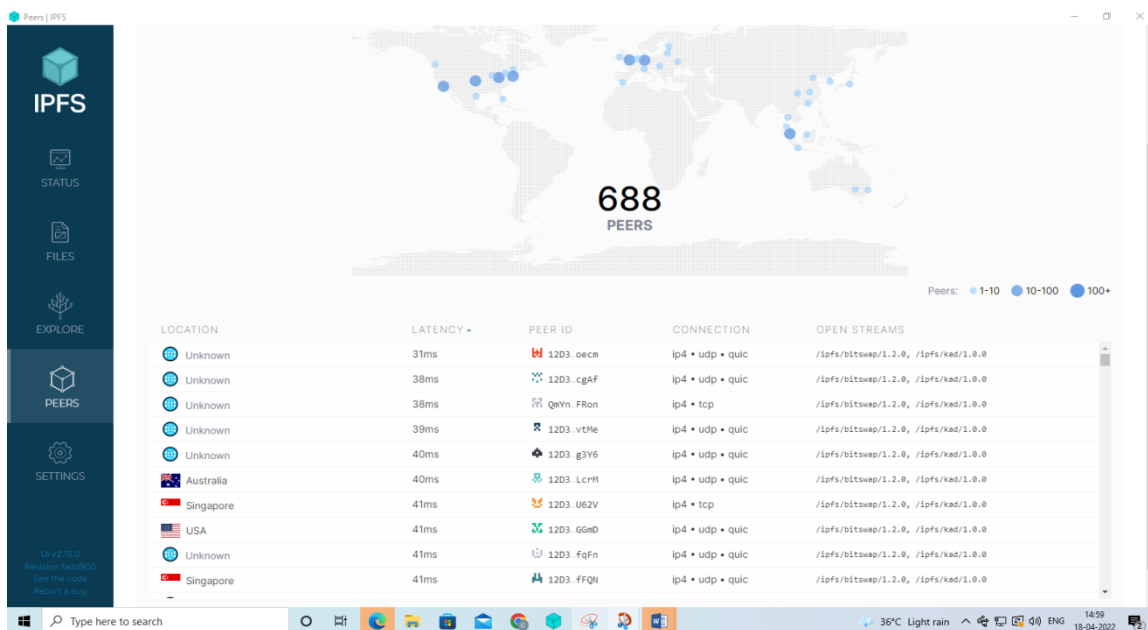 Peers | IPFS
IPFS
STATUS
FILES
EXPLORE
PEERS
SETTINGS
UI v2.15.0
Revision fadd900
See the code
Report a bug
688
PEERS
Peers: 1-10 10-100 100+
LOCATION LATENCY PEER ID CONNECTION OPEN STREAMS
Unknown 31ms 12D3…oecm ip4 • udp • quic /ipfs/bitswap/1.2.0, /ipfs/kad/1.0.0
Unknown 38ms 12D3…cgAf ip4 • udp • quic /ipfs/bitswap/1.2.0, /ipfs/kad/1.0.0
Unknown 38ms QmYn…FRon ip4 • tcp /ipfs/bitswap/1.2.0, /ipfs/kad/1.0.0
Unknown 39ms 12D3…vtMe ip4 • udp • quic /ipfs/bitswap/1.2.0, /ipfs/kad/1.0.0
Unknown 40ms 12D3…g3Y6 ip4 • udp • quic /ipfs/bitswap/1.2.0, /ipfs/kad/1.0.0
Australia 40ms 12D3…LcrM ip4 • udp • quic /ipfs/bitswap/1.2.0, /ipfs/kad/1.0.0
Singapore 41ms 12D3…U62V ip4 • tcp /ipfs/bitswap/1.2.0, /ipfs/kad/1.0.0
USA 41ms 12D3…GGmD ip4 • udp • quic /ipfs/bitswap/1.2.0, /ipfs/kad/1.0.0
Unknown 41ms 12D3…fqFn ip4 • udp • quic /ipfs/bitswap/1.2.0, /ipfs/kad/1.0.0
Singapore 41ms 12D3…fFQN ip4 • udp • quic /ipfs/bitswap/1.2.0, /ipfs/kad/1.0.0
Type here to search
36°C Light rain ENG 14:59
18-04-2022